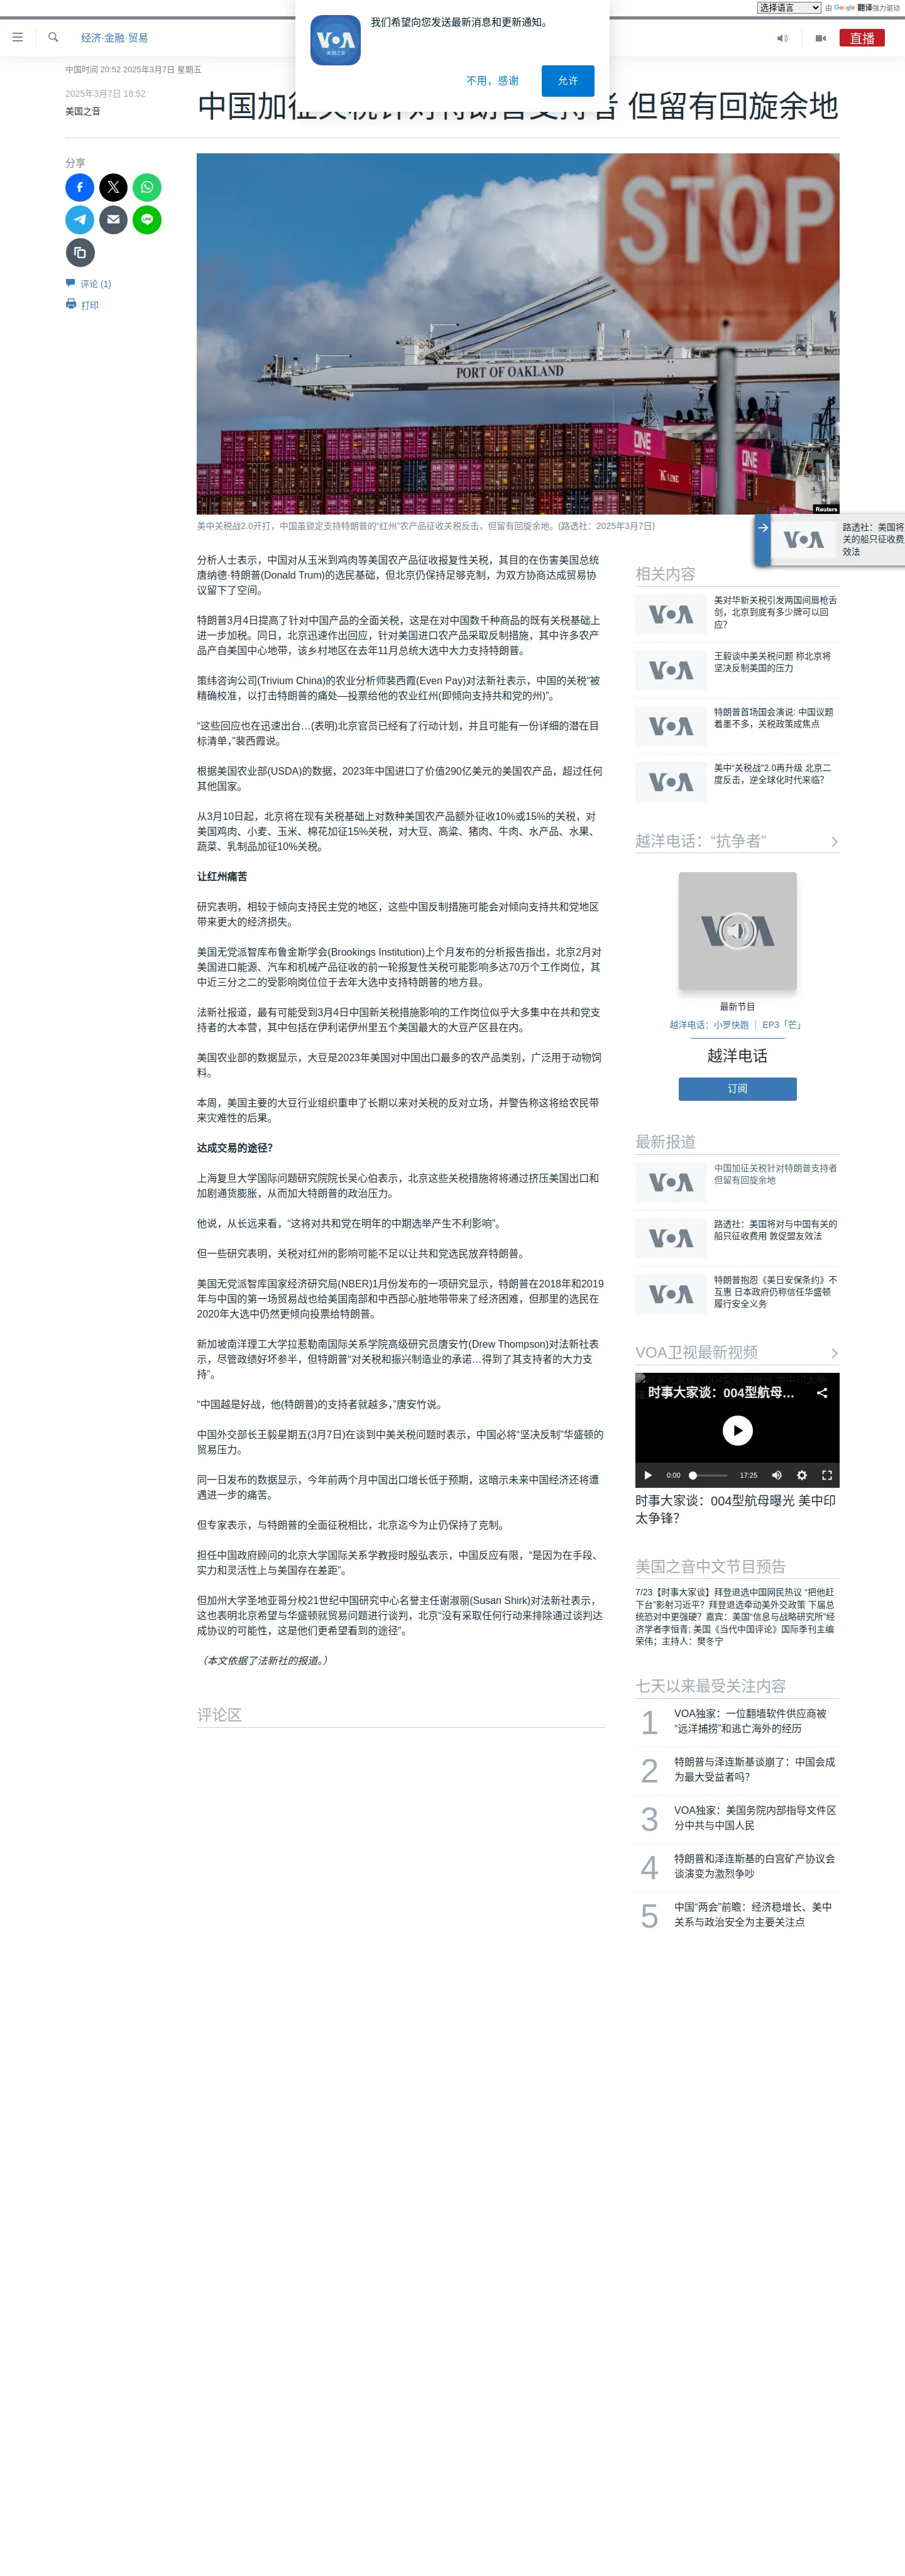 选择语言 由 Google 翻译强力驱动
经济·金融·贸易
直播
VOA
美国之音
我们希望向您发送最新消息和更新通知。
不用，感谢
允许
中国时间 20:52 2025年3月7日 星期五
2025年3月7日 18:52
美国之音
但留有回旋余地
分享
评论 (1)
打印
STOP
PORT OF OAKLAND
ONE
K LINE
ONE
Reuters
美中关税战2.0开打，中国虽锁定支持特朗普的“红州”农产品征收关税反击，但留有回旋余地。(路透社：2025年3月7日)
VOA
路透社：美国将
关的船只征收费
效法
分析人士表示，中国对从玉米到鸡肉等美国农产品征收报复性关税，其目的在伤害美国总统
唐纳德·特朗普(Donald Trum)的选民基础，但北京仍保持足够克制，为双方协商达成贸易协
议留下了空间。
特朗普3月4日提高了针对中国产品的全面关税，这是在对中国数千种商品的既有关税基础上
进一步加税。同日，北京迅速作出回应，针对美国进口农产品采取反制措施，其中许多农产
品产自美国中心地带，该乡村地区在去年11月总统大选中大力支持特朗普。
策纬咨询公司(Trivium China)的农业分析师裴西霞(Even Pay)对法新社表示，中国的关税“被
精确校准，以打击特朗普的痛处—投票给他的农业红州(即倾向支持共和党的州)”。
“这些回应也在迅速出台…(表明)北京官员已经有了行动计划，并且可能有一份详细的潜在目
标清单，”裴西霞说。
根据美国农业部(USDA)的数据，2023年中国进口了价值290亿美元的美国农产品，超过任何
其他国家。
从3月10日起，北京将在现有关税基础上对数种美国农产品额外征收10%或15%的关税，对
美国鸡肉、小麦、玉米、棉花加征15%关税，对大豆、高粱、猪肉、牛肉、水产品、水果、
蔬菜、乳制品加征10%关税。
让红州痛苦
研究表明，相较于倾向支持民主党的地区，这些中国反制措施可能会对倾向支持共和党地区
带来更大的经济损失。
美国无党派智库布鲁金斯学会(Brookings Institution)上个月发布的分析报告指出，北京2月对
美国进口能源、汽车和机械产品征收的前一轮报复性关税可能影响多达70万个工作岗位，其
中近三分之二的受影响岗位位于去年大选中支持特朗普的地方县。
法新社报道，最有可能受到3月4日中国新关税措施影响的工作岗位似乎大多集中在共和党支
持者的大本营，其中包括在伊利诺伊州里五个美国最大的大豆产区县在内。
美国农业部的数据显示，大豆是2023年美国对中国出口最多的农产品类别，广泛用于动物饲
料。
本周，美国主要的大豆行业组织重申了长期以来对关税的反对立场，并警告称这将给农民带
来灾难性的后果。
达成交易的途径？
上海复旦大学国际问题研究院院长吴心伯表示，北京这些关税措施将将通过挤压美国出口和
加剧通货膨胀，从而加大特朗普的政治压力。
他说，从长远来看，“这将对共和党在明年的中期选举产生不利影响”。
但一些研究表明，关税对红州的影响可能不足以让共和党选民放弃特朗普。
美国无党派智库国家经济研究局(NBER)1月份发布的一项研究显示，特朗普在2018年和2019
年与中国的第一场贸易战也给美国南部和中西部心脏地带带来了经济困难，但那里的选民在
2020年大选中仍然更倾向投票给特朗普。
新加坡南洋理工大学拉惹勒南国际关系学院高级研究员唐安竹(Drew Thompson)对法新社表
示，尽管政绩好坏参半，但特朗普“对关税和振兴制造业的承诺…得到了其支持者的大力支
持”。
“中国越是好战，他(特朗普)的支持者就越多，”唐安竹说。
中国外交部长王毅星期五(3月7日)在谈到中美关税问题时表示，中国必将“坚决反制”华盛顿的
贸易压力。
同一日发布的数据显示，今年前两个月中国出口增长低于预期，这暗示未来中国经济还将遭
遇进一步的痛苦。
但专家表示，与特朗普的全面征税相比，北京迄今为止仍保持了克制。
担任中国政府顾问的北京大学国际关系学教授时殷弘表示，中国反应有限，“是因为在手段、
实力和灵活性上与美国存在差距”。
但加州大学圣地亚哥分校21世纪中国研究中心名誉主任谢淑丽(Susan Shirk)对法新社表示，
这也表明北京希望与华盛顿就贸易问题进行谈判，北京“没有采取任何行动来排除通过谈判达
成协议的可能性，这是他们更希望看到的途径”。
（本文依据了法新社的报道。）
评论区
相关内容
VOA
美对华新关税引发两国间唇枪舌
剑，北京到底有多少牌可以回
应？
VOA
王毅谈中美关税问题 称北京将
坚决反制美国的压力
VOA
特朗普首场国会演说: 中国议题
着墨不多，关税政策成焦点
VOA
美中“关税战”2.0再升级 北京二
度反击，逆全球化时代来临？
越洋电话：“抗争者”
VOA
最新节目
越洋电话：小罗快跑 ｜ EP3「芒」
越洋电话
订阅
最新报道
VOA
中国加征关税针对特朗普支持者
但留有回旋余地
VOA
路透社：美国将对与中国有关的
船只征收费用 敦促盟友效法
VOA
特朗普抱怨《美日安保条约》不
互惠 日本政府仍称信任华盛顿
履行安全义务
VOA卫视最新视频
时事大家谈：004型航母…
0:00
17:25
时事大家谈：004型航母曝光 美中印
太争锋？
美国之音中文节目预告
7/23【时事大家谈】拜登退选中国网民热议 “把他赶
下台”影射习近平？拜登退选牵动美外交政策 下届总
统恐对中更强硬？嘉宾：美国“信息与战略研究所”经
济学者李恒青; 美国《当代中国评论》国际季刊主编
荣伟；主持人：樊冬宁
七天以来最受关注内容
1
VOA独家：一位翻墙软件供应商被
“远洋捕捞”和逃亡海外的经历
2
特朗普与泽连斯基谈崩了：中国会成
为最大受益者吗？
3
VOA独家：美国务院内部指导文件区
分中共与中国人民
4
特朗普和泽连斯基的白宫矿产协议会
谈演变为激烈争吵
5
中国“两会”前瞻：经济稳增长、美中
关系与政治安全为主要关注点